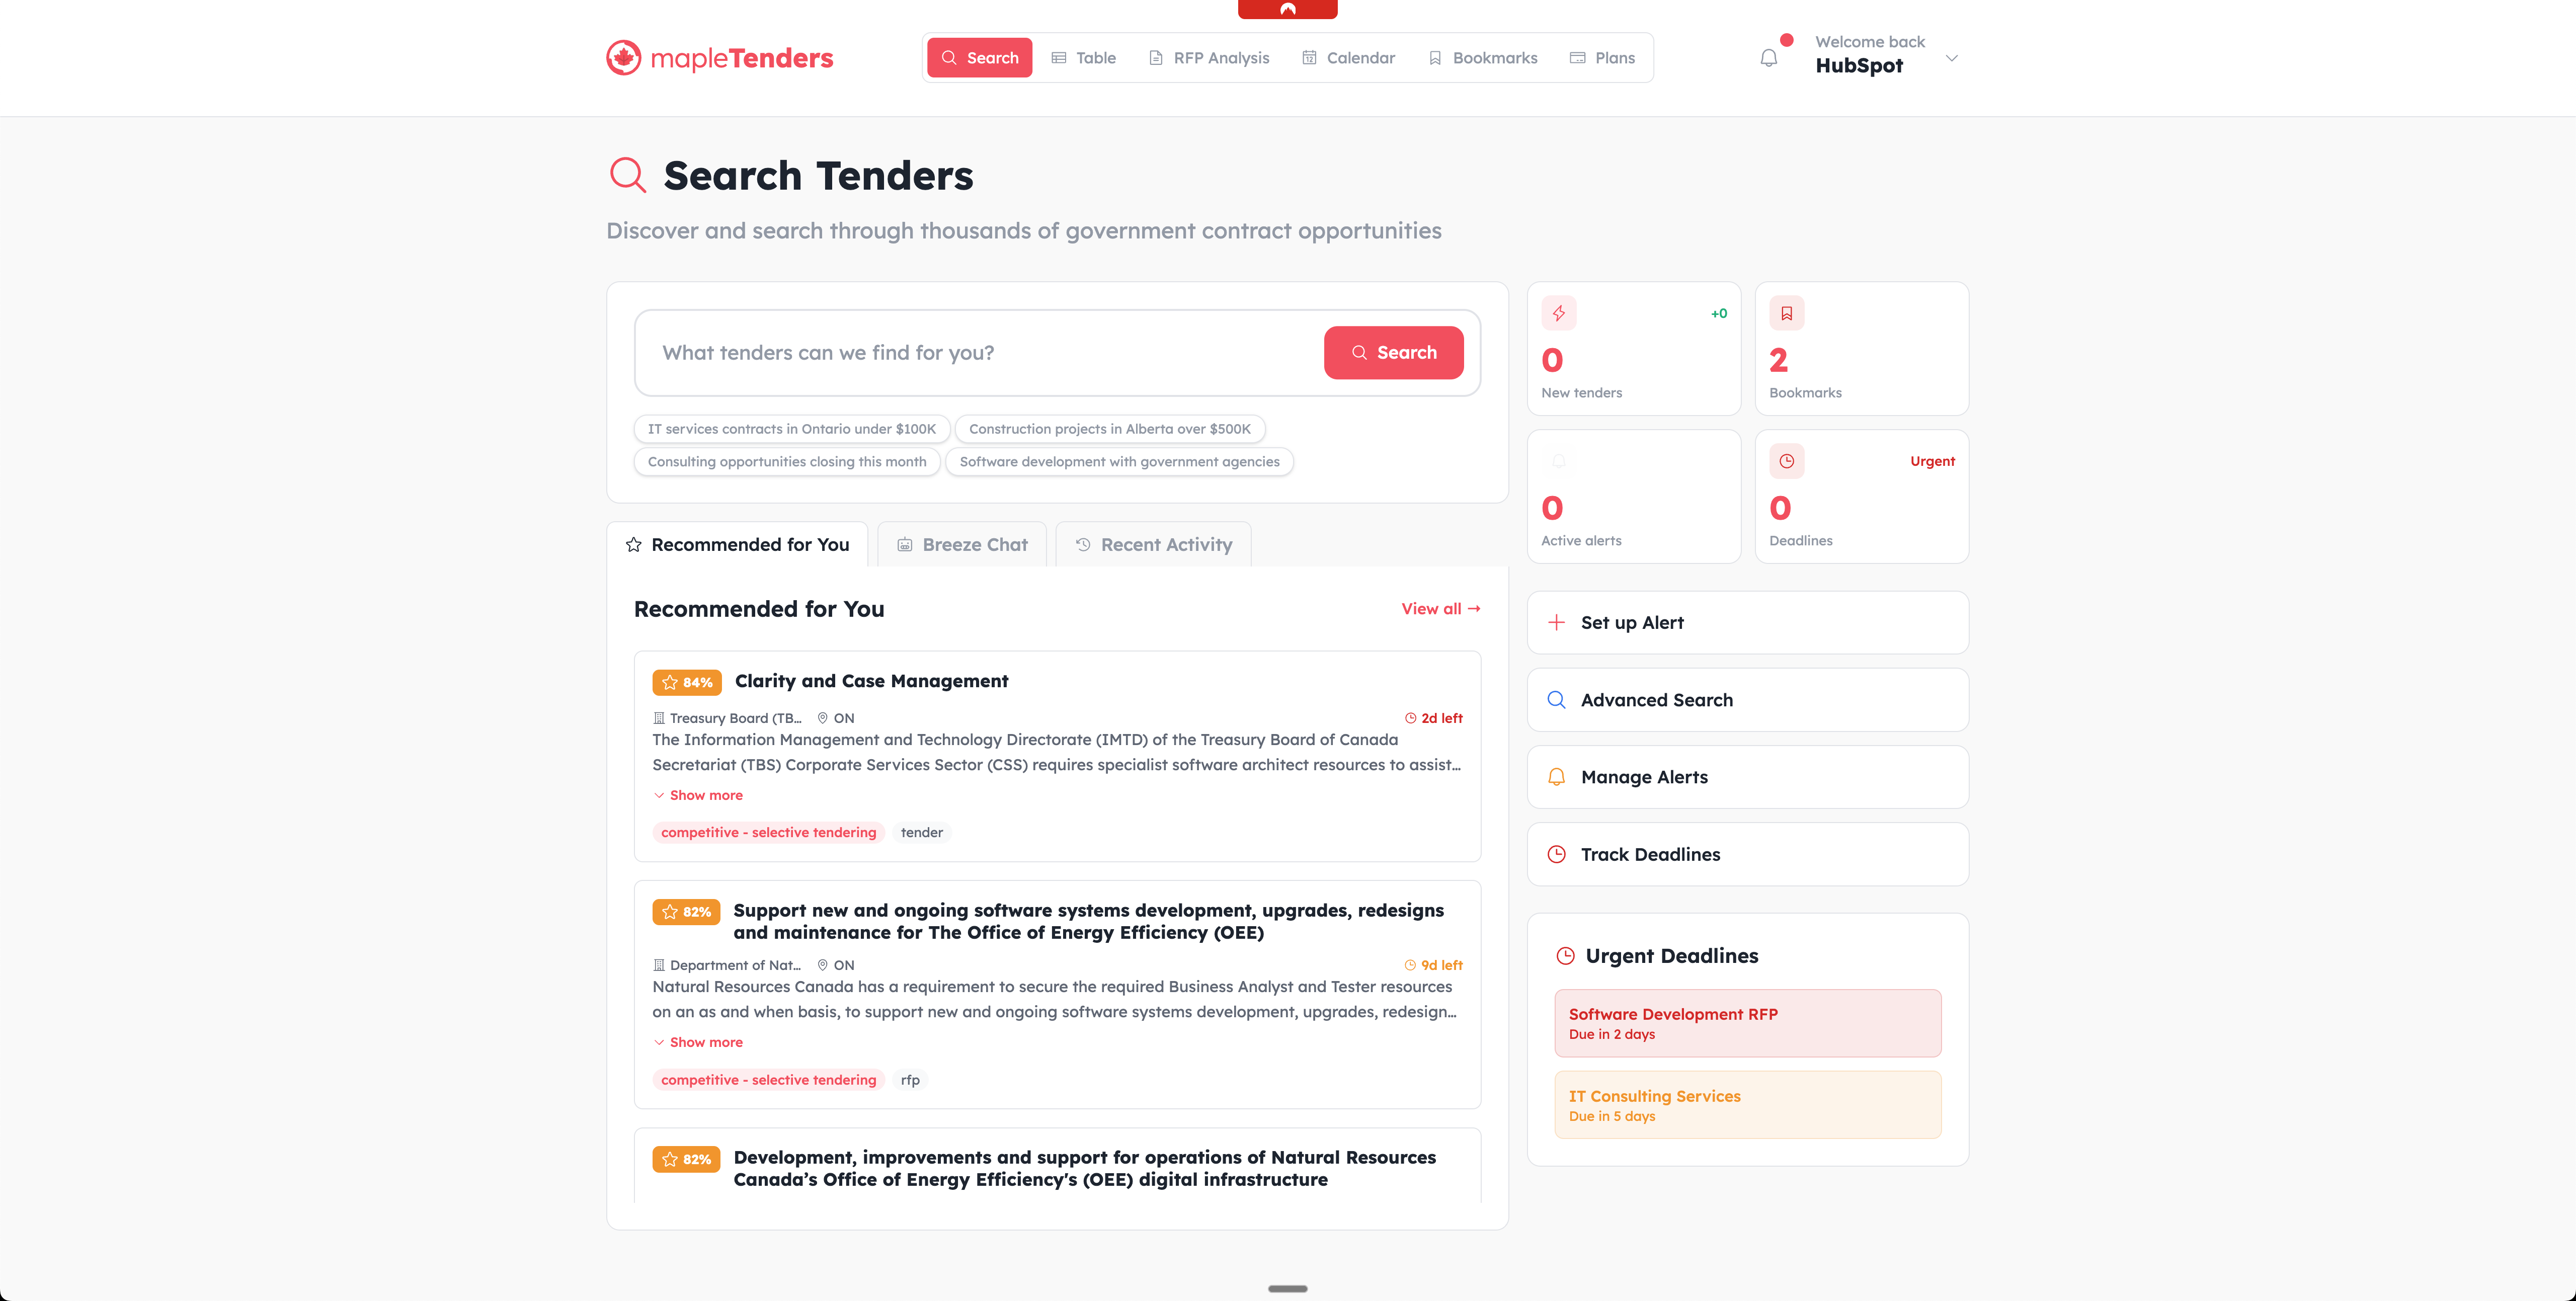 mapleTenders
Search
Table
RFP Analysis
Calendar
Bookmarks
Plans
Welcome back
HubSpot
Search Tenders
Discover and search through thousands of government contract opportunities
What tenders can we find for you?
Search
IT services contracts in Ontario under $100K
Construction projects in Alberta over $500K
Consulting opportunities closing this month
Software development with government agencies
+0
0
New tenders
2
Bookmarks
0
Active alerts
Urgent
0
Deadlines
Recommended for You
Breeze Chat
Recent Activity
Recommended for You
View all →
84%
Clarity and Case Management
Treasury Board (TB...
ON
2d left
The Information Management and Technology Directorate (IMTD) of the Treasury Board of Canada
Secretariat (TBS) Corporate Services Sector (CSS) requires specialist software architect resources to assist...
Show more
competitive - selective tendering
tender
82%
Support new and ongoing software systems development, upgrades, redesigns
and maintenance for The Office of Energy Efficiency (OEE)
Department of Nat...
ON
9d left
Natural Resources Canada has a requirement to secure the required Business Analyst and Tester resources
on an as and when basis, to support new and ongoing software systems development, upgrades, redesign...
Show more
competitive - selective tendering
rfp
82%
Development, improvements and support for operations of Natural Resources
Canada’s Office of Energy Efficiency's (OEE) digital infrastructure
Set up Alert
Advanced Search
Manage Alerts
Track Deadlines
Urgent Deadlines
Software Development RFP
Due in 2 days
IT Consulting Services
Due in 5 days